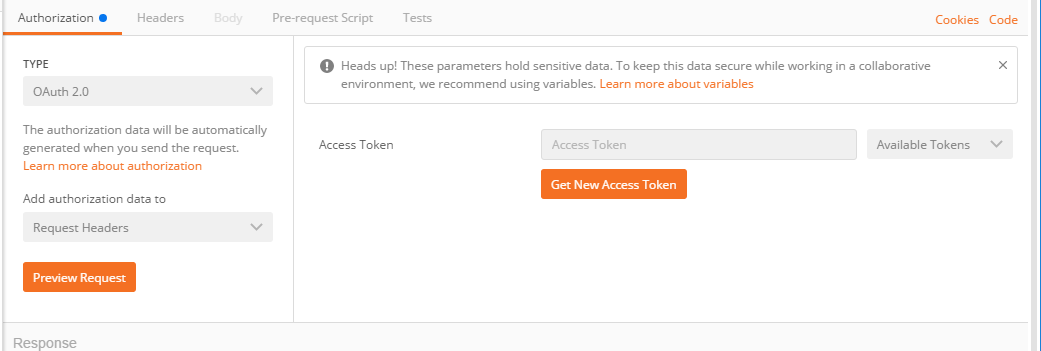 Authorization
Headers
Body
Pre-request Script
Tests
Cookies
Code
TYPE
OAuth 2.0
The authorization data will be automatically
generated when you send the request.
Learn more about authorization
Add authorization data to
Request Headers
Preview Request
Heads up! These parameters hold sensitive data. To keep this data secure while working in a collaborative
environment, we recommend using variables. Learn more about variables
Access Token
Access Token
Available Tokens
Get New Access Token
Response